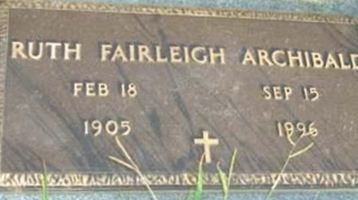 RUTH FAIRLEIGH ARCHIBALD
FEB 18 SEP 15
1905 1996